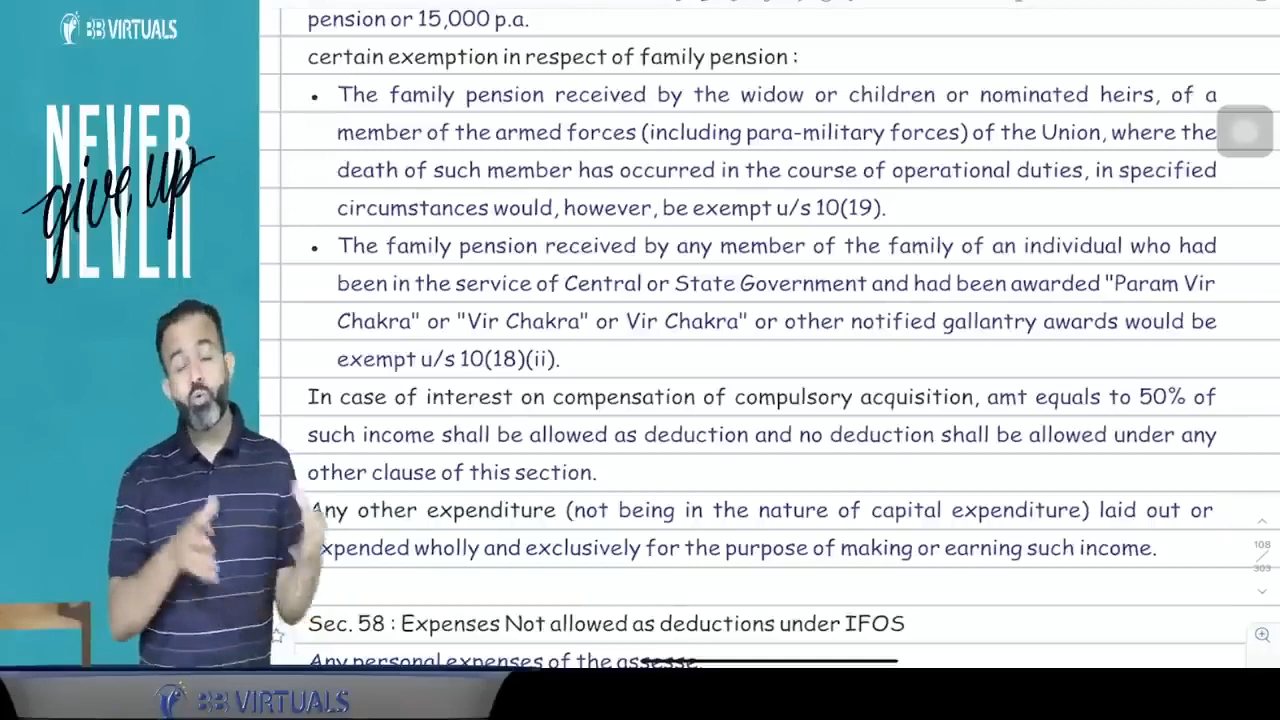 BB VIRTUALS
NEVER
give up
NEVER
pension or 15,000 p.a.
certain exemption in respect of family pension :
• The family pension received by the widow or children or nominated heirs, of a
member of the armed forces (including para-military forces) of the Union, where the
death of such member has occurred in the course of operational duties, in specified
circumstances would, however, be exempt u/s 10(19).
• The family pension received by any member of the family of an individual who had
been in the service of Central or State Government and had been awarded "Param Vir
Chakra" or "Vir Chakra" or Vir Chakra" or other notified gallantry awards would be
exempt u/s 10(18)(ii).
In case of interest on compensation of compulsory acquisition, amt equals to 50% of
such income shall be allowed as deduction and no deduction shall be allowed under any
other clause of this section.
Any other expenditure (not being in the nature of capital expenditure) laid out or
expended wholly and exclusively for the purpose of making or earning such income.
108
303
Sec. 58 : Expenses Not allowed as deductions under IFOS
Any personal expenses of the assesse.
BB VIRTUALS